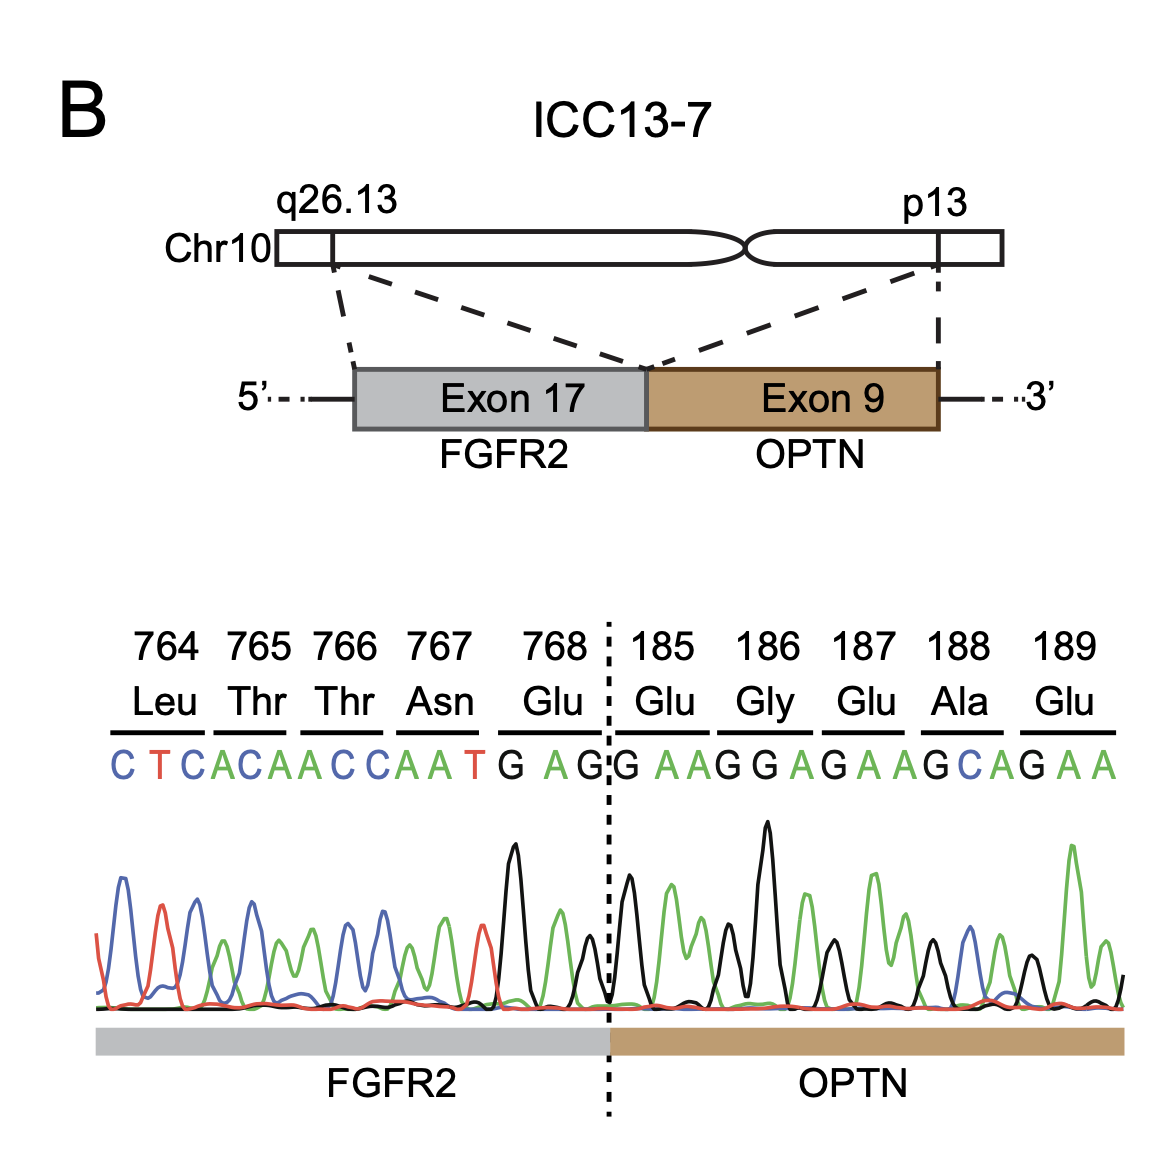 B
ICC13-7
q26.13 p13
Chr10
5’ Exon 17 Exon 9 3’
FGFR2 OPTN
764 765 766 767 768 185 186 187 188 189
Leu Thr Thr Asn Glu Glu Gly Glu Ala Glu
C T C A C A A C C A A T G A G G A A G G A G A A G C A G A A
FGFR2 OPTN